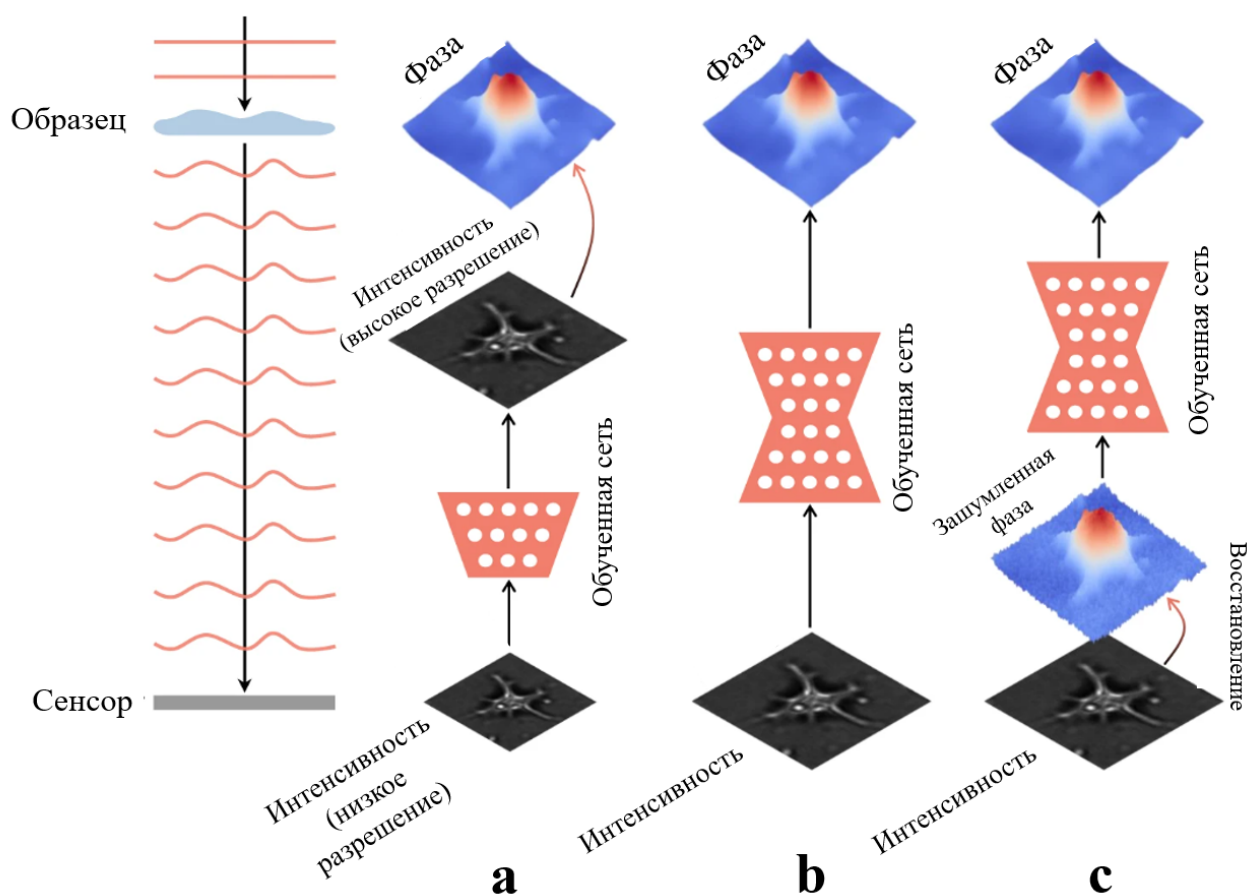 Образец
Сенсор
Фаза
Интенсивность
(высокое разрешение)
Обученная сеть
Интенсивность
(низкое
разрешение)
a
Фаза
Обученная сеть
Интенсивность
b
Фаза
Обученная сеть
Зашумленная
фаза
Восстановление
Интенсивность
c